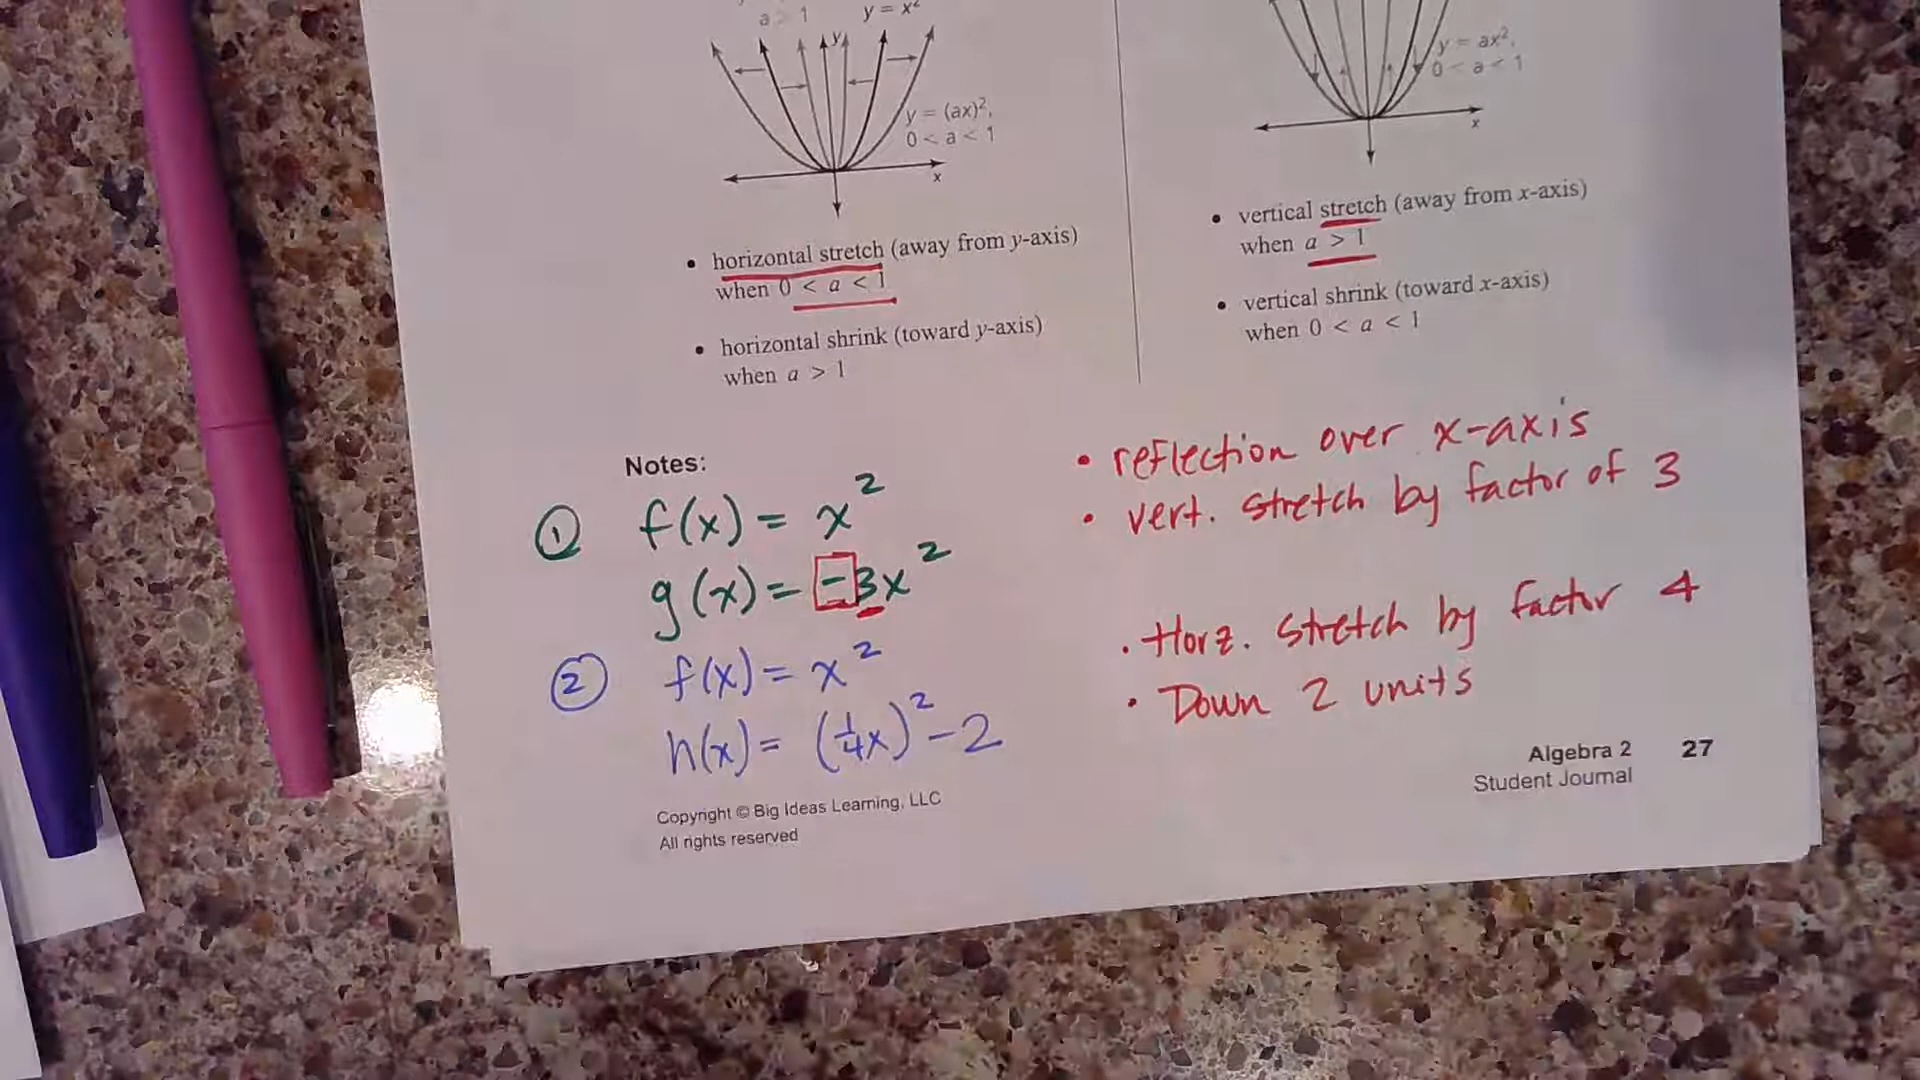 a > 1
y = x²
y
y = (ax)²,
0 < a < 1
x
y = ax²,
0 < a < 1
x
• horizontal stretch (away from y-axis)
when 0 < a < 1
• horizontal shrink (toward y-axis)
when a > 1
• vertical stretch (away from x-axis)
when a > 1
• vertical shrink (toward x-axis)
when 0 < a < 1
Notes:
① f(x) = x²
g(x) = -3x²
• reflection over x-axis
• vert. stretch by factor of 3
② f(x) = x²
h(x) = (1/4x)² - 2
• Horz. stretch by factor 4
• Down 2 units
Copyright © Big Ideas Learning, LLC
All rights reserved
Algebra 2 27
Student Journal